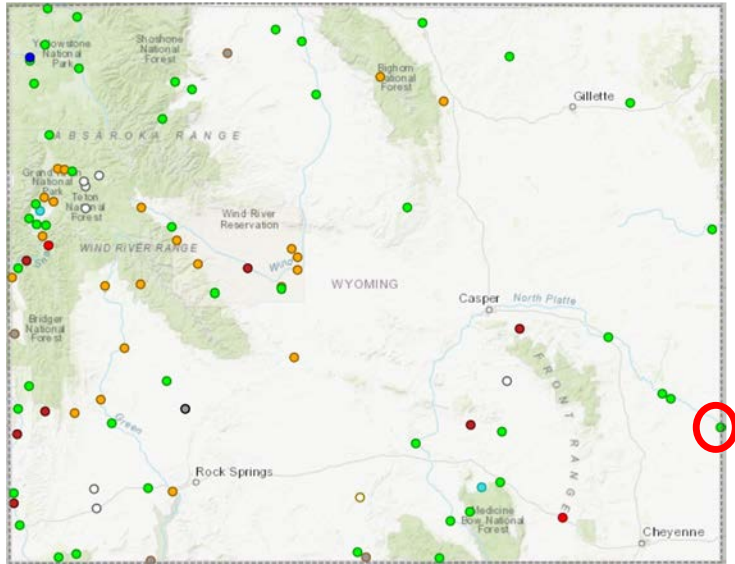 Yellowstone
National
Park
Shoshone
National
Forest
Bighorn
National
Forest
Gillette
ABSAROKA RANGE
Grand Teton
National
Park
Teton
National
Forest
Wind River
Reservation
WIND RIVER RANGE
Wind
WYOMING
Casper
North Platte
Bridger
National
Forest
FRONT RANGE
Green
Rock Springs
Medicine
Bow National
Forest
Cheyenne